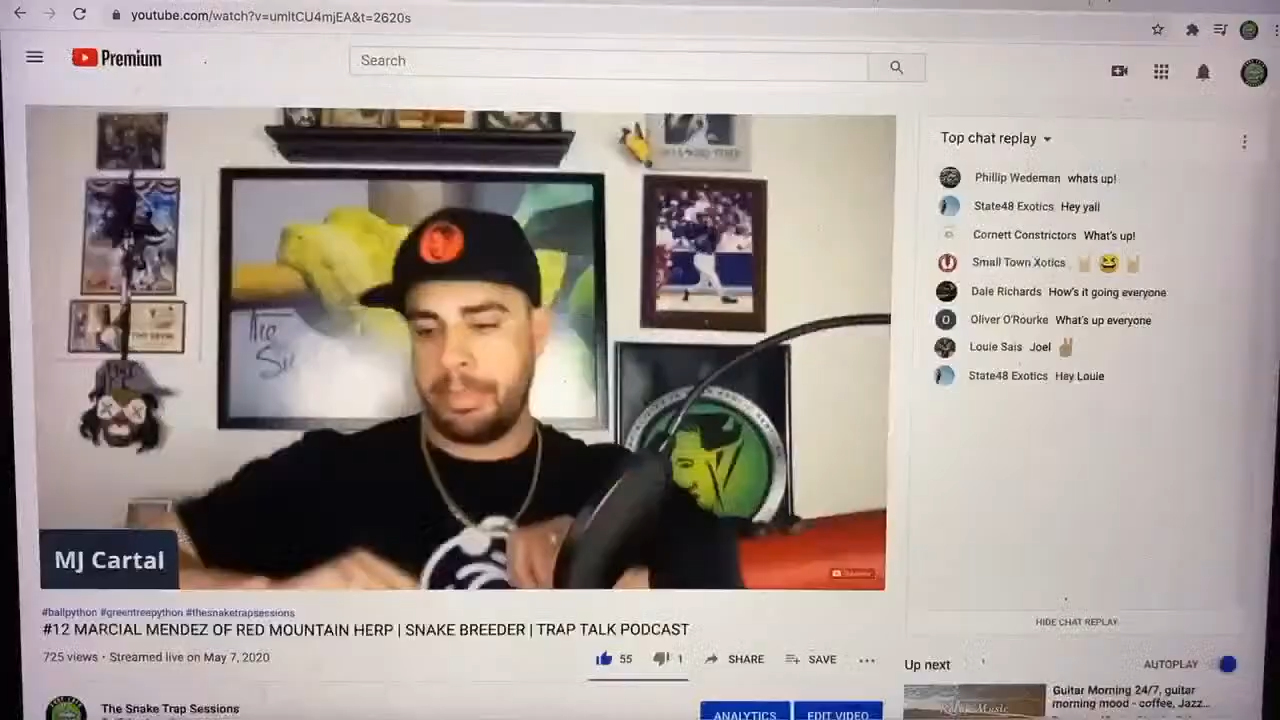 youtube.com/watch?v=umltCU4mjEA&t=2620s
Premium
Search
Top chat replay
Phillip Wedeman whats up!
State48 Exotics Hey yall
Cornett Constrictors What's up!
Small Town Xotics 🤘 😆 🤘
Dale Richards How's it going everyone
Oliver O'Rourke What's up everyone
Louie Sais Joel ✌
State48 Exotics Hey Louie
MJ Cartal
#ballpython #greentreepython #thesnaketrapsessions
#12 MARCIAL MENDEZ OF RED MOUNTAIN HERP | SNAKE BREEDER | TRAP TALK PODCAST
725 views • Streamed live on May 7, 2020
55
1
SHARE
SAVE
HIDE CHAT REPLAY
Up next
AUTOPLAY
Guitar Morning 24/7, guitar
morning mood - coffee, Jazz...
The Snake Trap Sessions
ANALYTICS
EDIT VIDEO